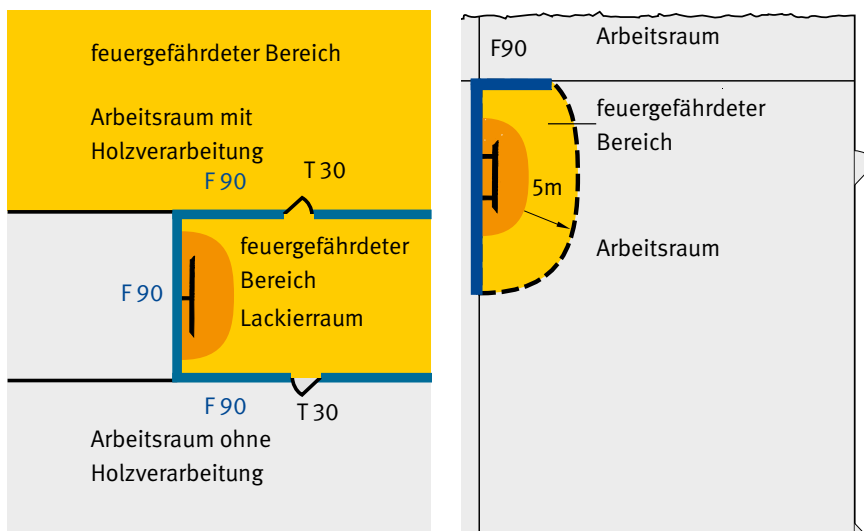 feuergefährdeter Bereich
Arbeitsraum mit
Holzverarbeitung
F 90
T 30
feuergefährdeter
Bereich
Lackierraum
F 90
F 90
T 30
Arbeitsraum ohne
Holzverarbeitung
F90
Arbeitsraum
feuergefährdeter
Bereich
5m
Arbeitsraum